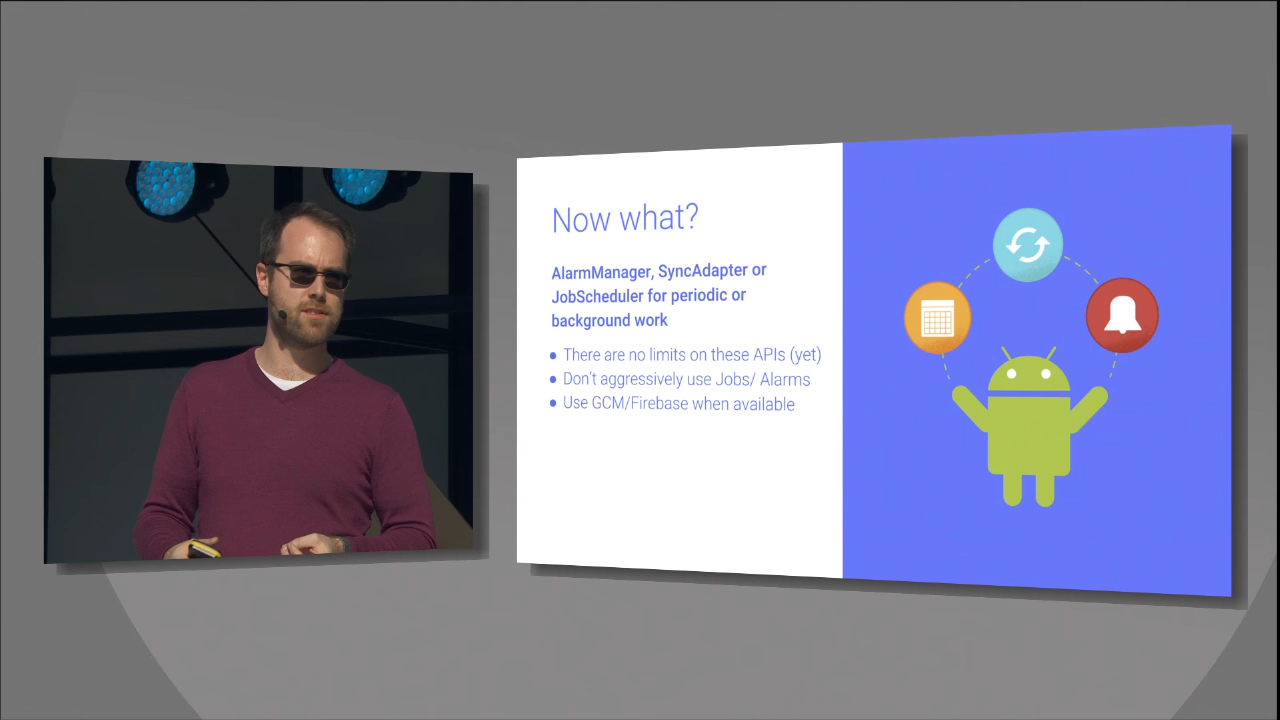 Now what?
AlarmManager, SyncAdapter or
JobScheduler for periodic or
background work
There are no limits on these APIs (yet)
Don't aggressively use Jobs/ Alarms
Use GCM/Firebase when available